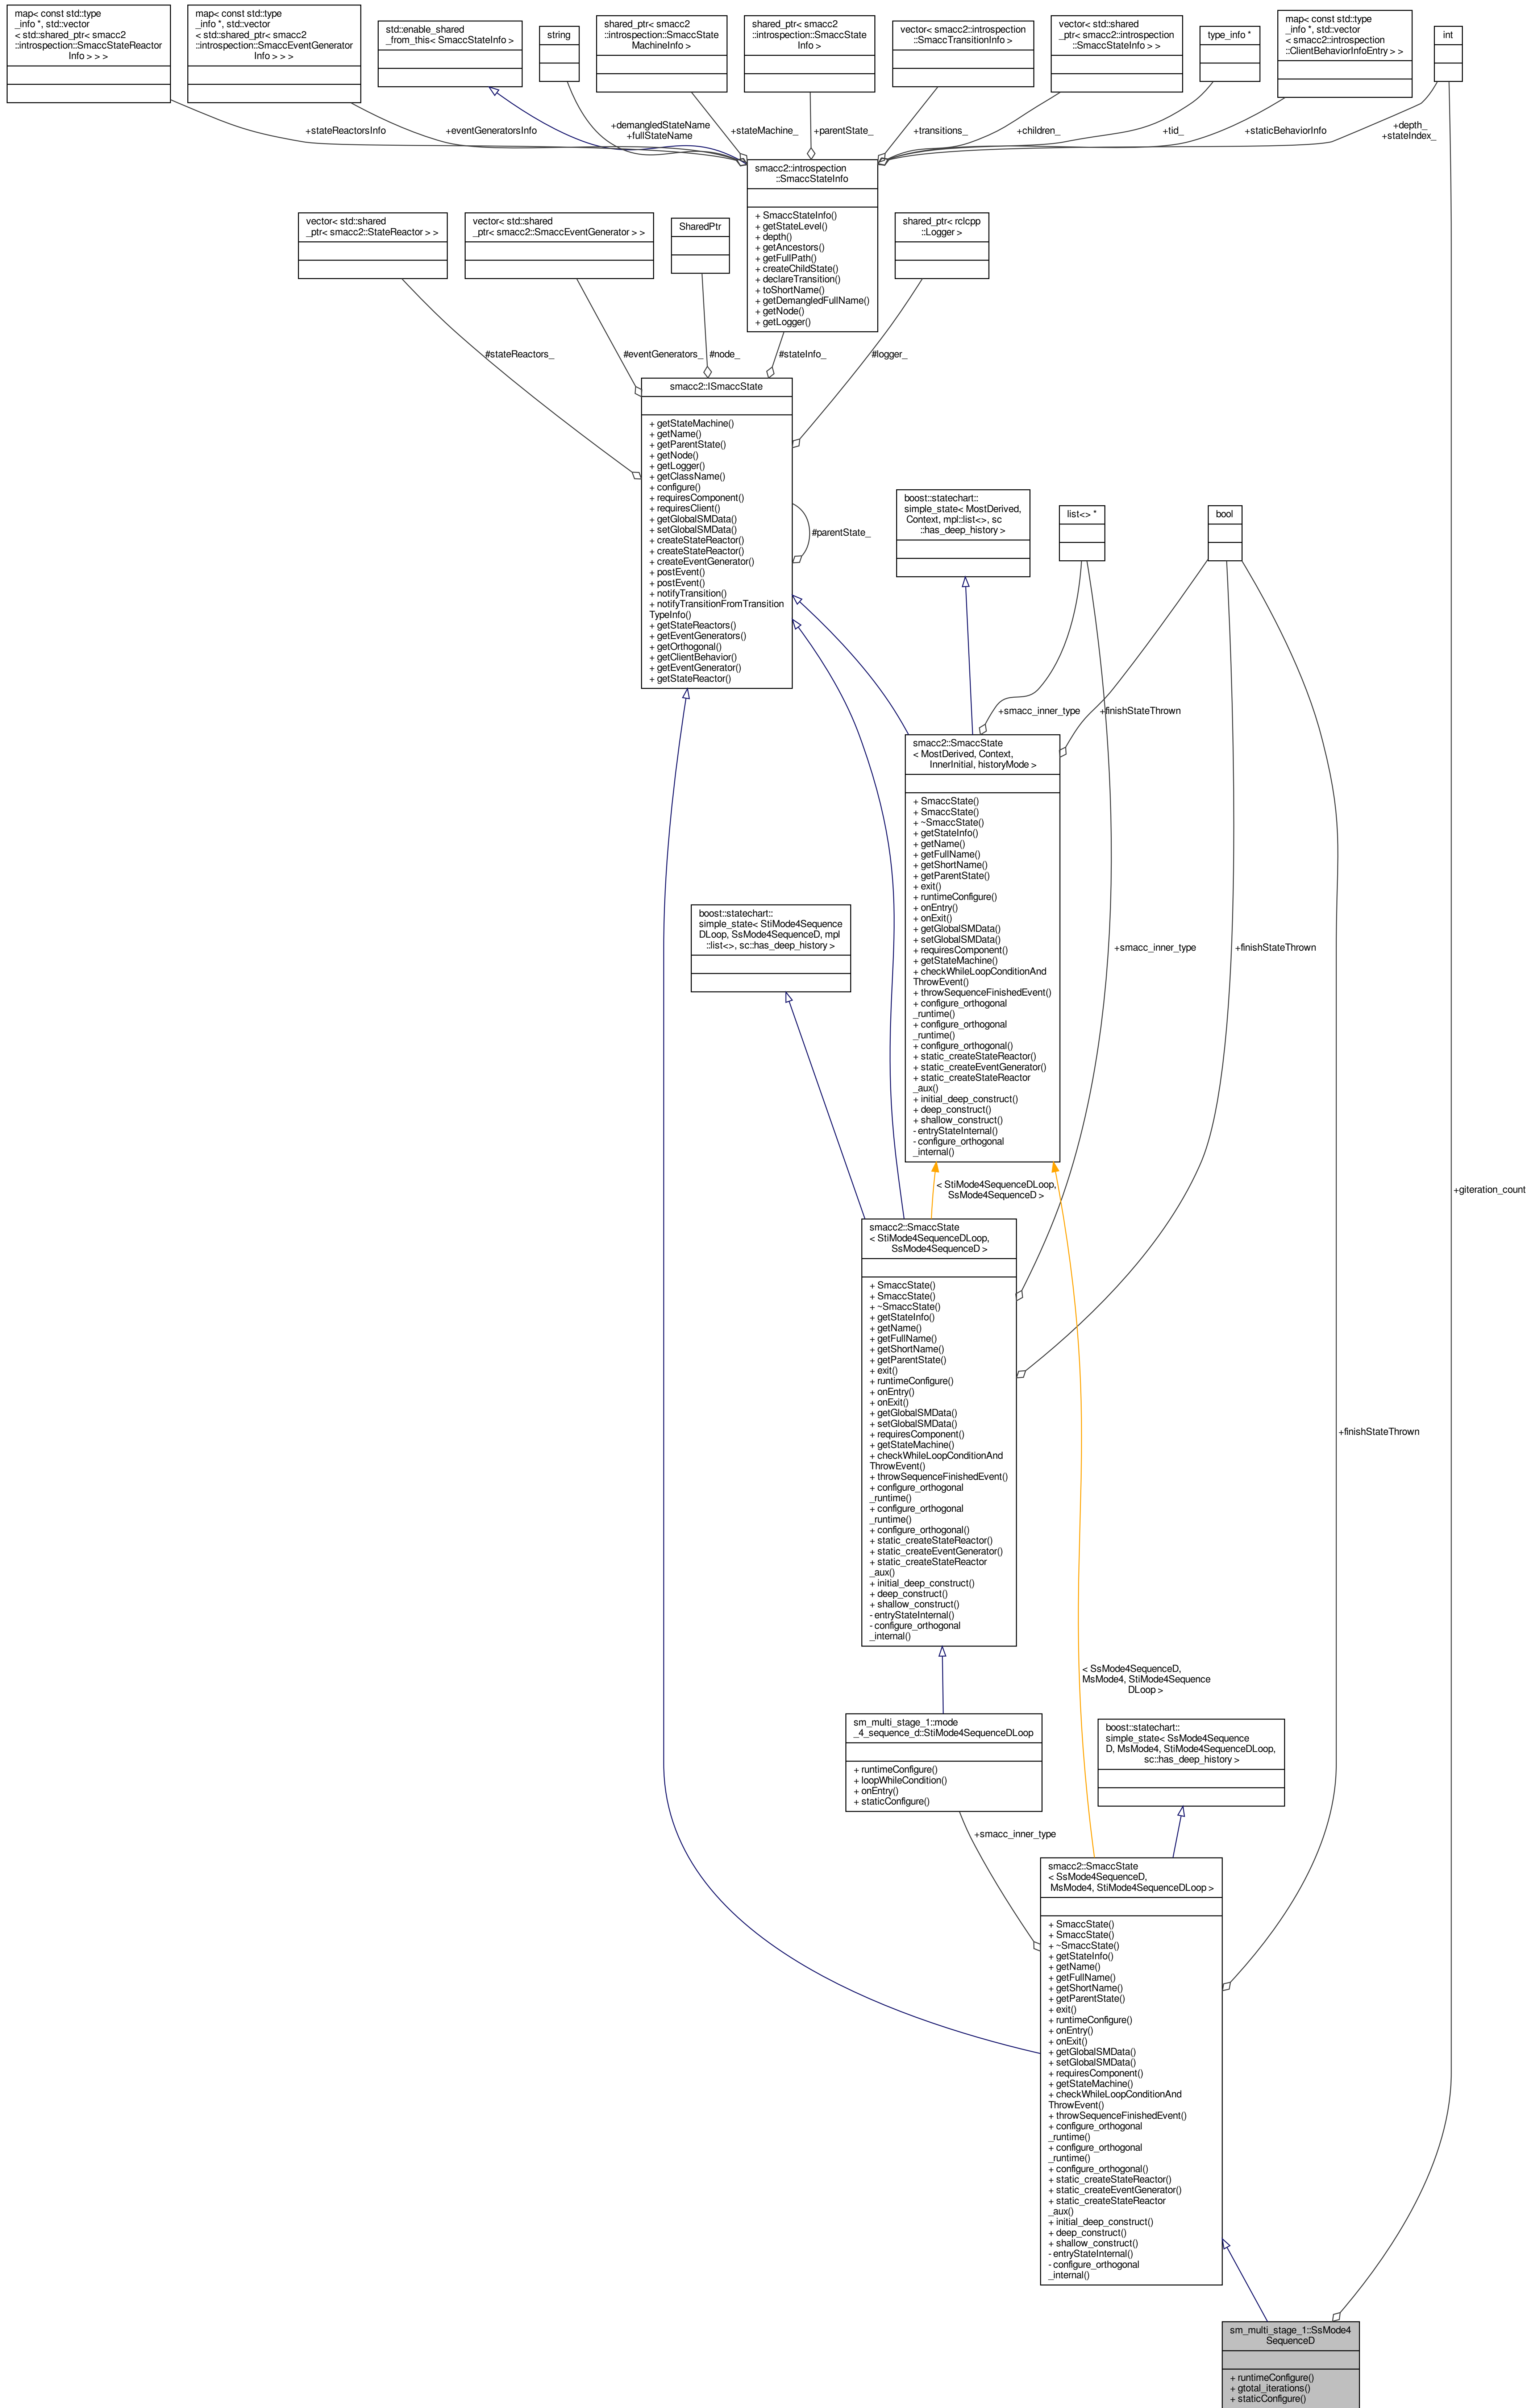 map< const std::type
_info *, std::vector
< std::shared_ptr< smacc2
::introspection::SmaccStateReactor
Info > > >
map< const std::type
_info *, std::vector
< std::shared_ptr< smacc2
::introspection::SmaccEventGenerator
Info > > >
std::enable_shared
_from_this< SmaccStateInfo >
string
shared_ptr< smacc2
::introspection::SmaccState
MachineInfo >
shared_ptr< smacc2
::introspection::SmaccState
Info >
vector< smacc2::introspection
::SmaccTransitionInfo >
vector< std::shared
_ptr< smacc2::introspection
::SmaccStateInfo > >
type_info *
map< const std::type
_info *, std::vector
< smacc2::introspection
::ClientBehaviorInfoEntry > >
int
+stateReactorsInfo
+eventGeneratorsInfo
+demangledStateName
+fullStateName
+stateMachine_
+parentState_
+transitions_
+children_
+tid_
+staticBehaviorInfo
+depth_
+stateIndex_
smacc2::introspection
::SmaccStateInfo
+ SmaccStateInfo()
+ getStateLevel()
+ depth()
+ getAncestors()
+ getFullPath()
+ createChildState()
+ declareTransition()
+ toShortName()
+ getDemangledFullName()
+ getNode()
+ getLogger()
vector< std::shared
_ptr< smacc2::StateReactor > >
vector< std::shared
_ptr< smacc2::SmaccEventGenerator > >
SharedPtr
shared_ptr< rclcpp
::Logger >
#stateReactors_
#eventGenerators_
#node_
#stateInfo_
#logger_
smacc2::ISmaccState
+ getStateMachine()
+ getName()
+ getParentState()
+ getNode()
+ getLogger()
+ getClassName()
+ configure()
+ requiresComponent()
+ requiresClient()
+ getGlobalSMData()
+ setGlobalSMData()
+ createStateReactor()
+ createStateReactor()
+ createEventGenerator()
+ postEvent()
+ postEvent()
+ notifyTransition()
+ notifyTransitionFromTransition
TypeInfo()
+ getStateReactors()
+ getEventGenerators()
+ getOrthogonal()
+ getClientBehavior()
+ getEventGenerator()
+ getStateReactor()
#parentState_
boost::statechart::
simple_state< MostDerived,
Context, mpl::list<>, sc
::has_deep_history >
list<> *
bool
+smacc_inner_type
+finishStateThrown
smacc2::SmaccState
< MostDerived, Context,
InnerInitial, historyMode >
+ SmaccState()
+ SmaccState()
+ ~SmaccState()
+ getStateInfo()
+ getName()
+ getFullName()
+ getShortName()
+ getParentState()
+ exit()
+ runtimeConfigure()
+ onEntry()
+ onExit()
+ getGlobalSMData()
+ setGlobalSMData()
+ requiresComponent()
+ getStateMachine()
+ checkWhileLoopConditionAnd
ThrowEvent()
+ throwSequenceFinishedEvent()
+ configure_orthogonal
_runtime()
+ configure_orthogonal
_runtime()
+ configure_orthogonal()
+ static_createStateReactor()
+ static_createEventGenerator()
+ static_createStateReactor
_aux()
+ initial_deep_construct()
+ deep_construct()
+ shallow_construct()
- entryStateInternal()
- configure_orthogonal
_internal()
boost::statechart::
simple_state< StiMode4Sequence
DLoop, SsMode4SequenceD, mpl
::list<>, sc::has_deep_history >
+smacc_inner_type
+finishStateThrown
< StiMode4SequenceDLoop,
SsMode4SequenceD >
+giteration_count
smacc2::SmaccState
< StiMode4SequenceDLoop,
SsMode4SequenceD >
+ SmaccState()
+ SmaccState()
+ ~SmaccState()
+ getStateInfo()
+ getName()
+ getFullName()
+ getShortName()
+ getParentState()
+ exit()
+ runtimeConfigure()
+ onEntry()
+ onExit()
+ getGlobalSMData()
+ setGlobalSMData()
+ requiresComponent()
+ getStateMachine()
+ checkWhileLoopConditionAnd
ThrowEvent()
+ throwSequenceFinishedEvent()
+ configure_orthogonal
_runtime()
+ configure_orthogonal
_runtime()
+ configure_orthogonal()
+ static_createStateReactor()
+ static_createEventGenerator()
+ static_createStateReactor
_aux()
+ initial_deep_construct()
+ deep_construct()
+ shallow_construct()
- entryStateInternal()
- configure_orthogonal
_internal()
+finishStateThrown
< SsMode4SequenceD,
MsMode4, StiMode4Sequence
DLoop >
sm_multi_stage_1::mode
_4_sequence_d::StiMode4SequenceDLoop
+ runtimeConfigure()
+ loopWhileCondition()
+ onEntry()
+ staticConfigure()
boost::statechart::
simple_state< SsMode4Sequence
D, MsMode4, StiMode4SequenceDLoop,
sc::has_deep_history >
+smacc_inner_type
smacc2::SmaccState
< SsMode4SequenceD,
MsMode4, StiMode4SequenceDLoop >
+ SmaccState()
+ SmaccState()
+ ~SmaccState()
+ getStateInfo()
+ getName()
+ getFullName()
+ getShortName()
+ getParentState()
+ exit()
+ runtimeConfigure()
+ onEntry()
+ onExit()
+ getGlobalSMData()
+ setGlobalSMData()
+ requiresComponent()
+ getStateMachine()
+ checkWhileLoopConditionAnd
ThrowEvent()
+ throwSequenceFinishedEvent()
+ configure_orthogonal
_runtime()
+ configure_orthogonal
_runtime()
+ configure_orthogonal()
+ static_createStateReactor()
+ static_createEventGenerator()
+ static_createStateReactor
_aux()
+ initial_deep_construct()
+ deep_construct()
+ shallow_construct()
- entryStateInternal()
- configure_orthogonal
_internal()
sm_multi_stage_1::SsMode4
SequenceD
+ runtimeConfigure()
+ gtotal_iterations()
+ staticConfigure()